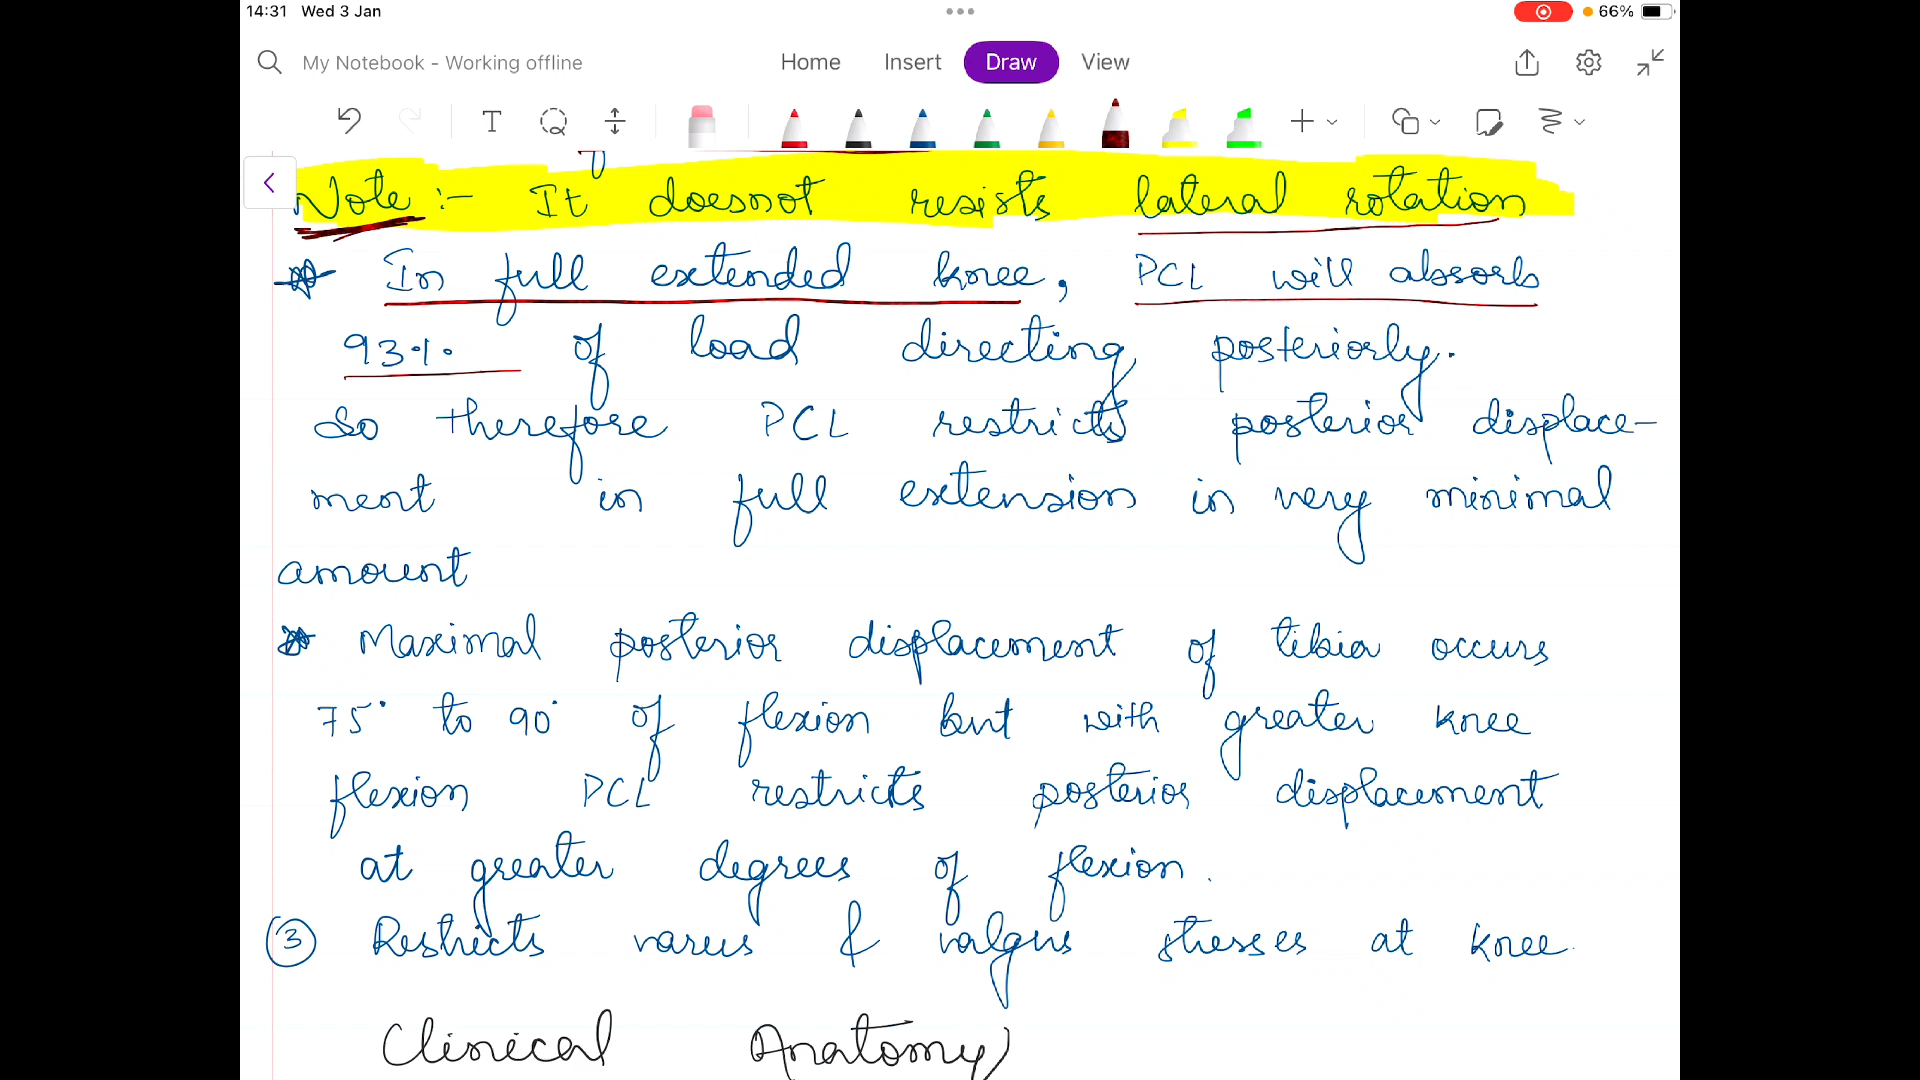 14:31 Wed 3 Jan
66%
My Notebook - Working offline
Home Insert Draw View
Note :- It doesnot resists lateral rotation
In full extended knee, PCL will absorbs
93% of load directing posteriorly.
So therefore PCL restricts posterior displace-
ment in full extension in very minimal
amount
Maximal posterior displacement of tibia occurs
75° to 90° of flexion but with greater knee
flexion PCL restricts posterior displacement
at greater degrees of flexion.
3 Restricts varus & valgus stresses at knee.
Clinical Anatomy